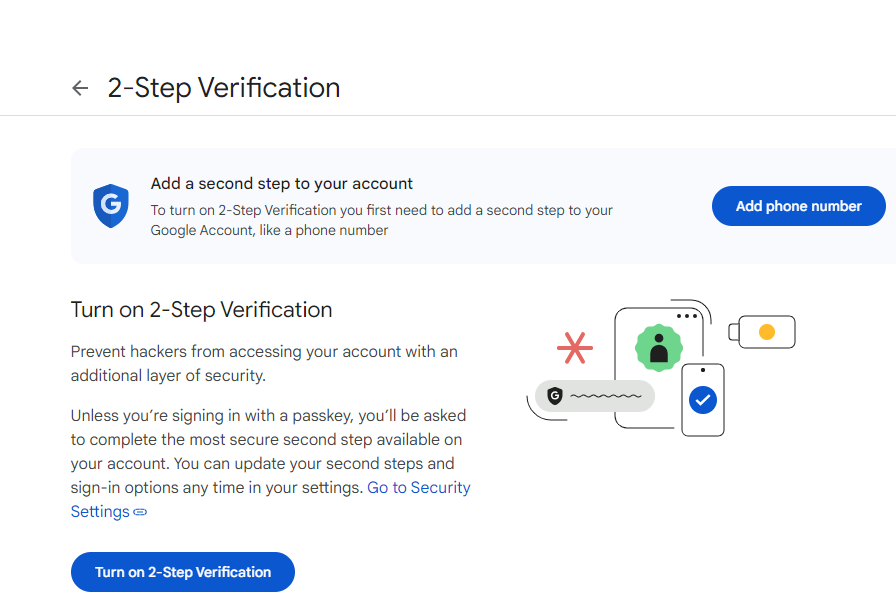 2-Step Verification
Add a second step to your account
To turn on 2-Step Verification you first need to add a second step to your
Google Account, like a phone number
Add phone number
Turn on 2-Step Verification
Prevent hackers from accessing your account with an
additional layer of security.
Unless you’re signing in with a passkey, you’ll be asked
to complete the most secure second step available on
your account. You can update your second steps and
sign-in options any time in your settings. Go to Security
Settings
Turn on 2-Step Verification